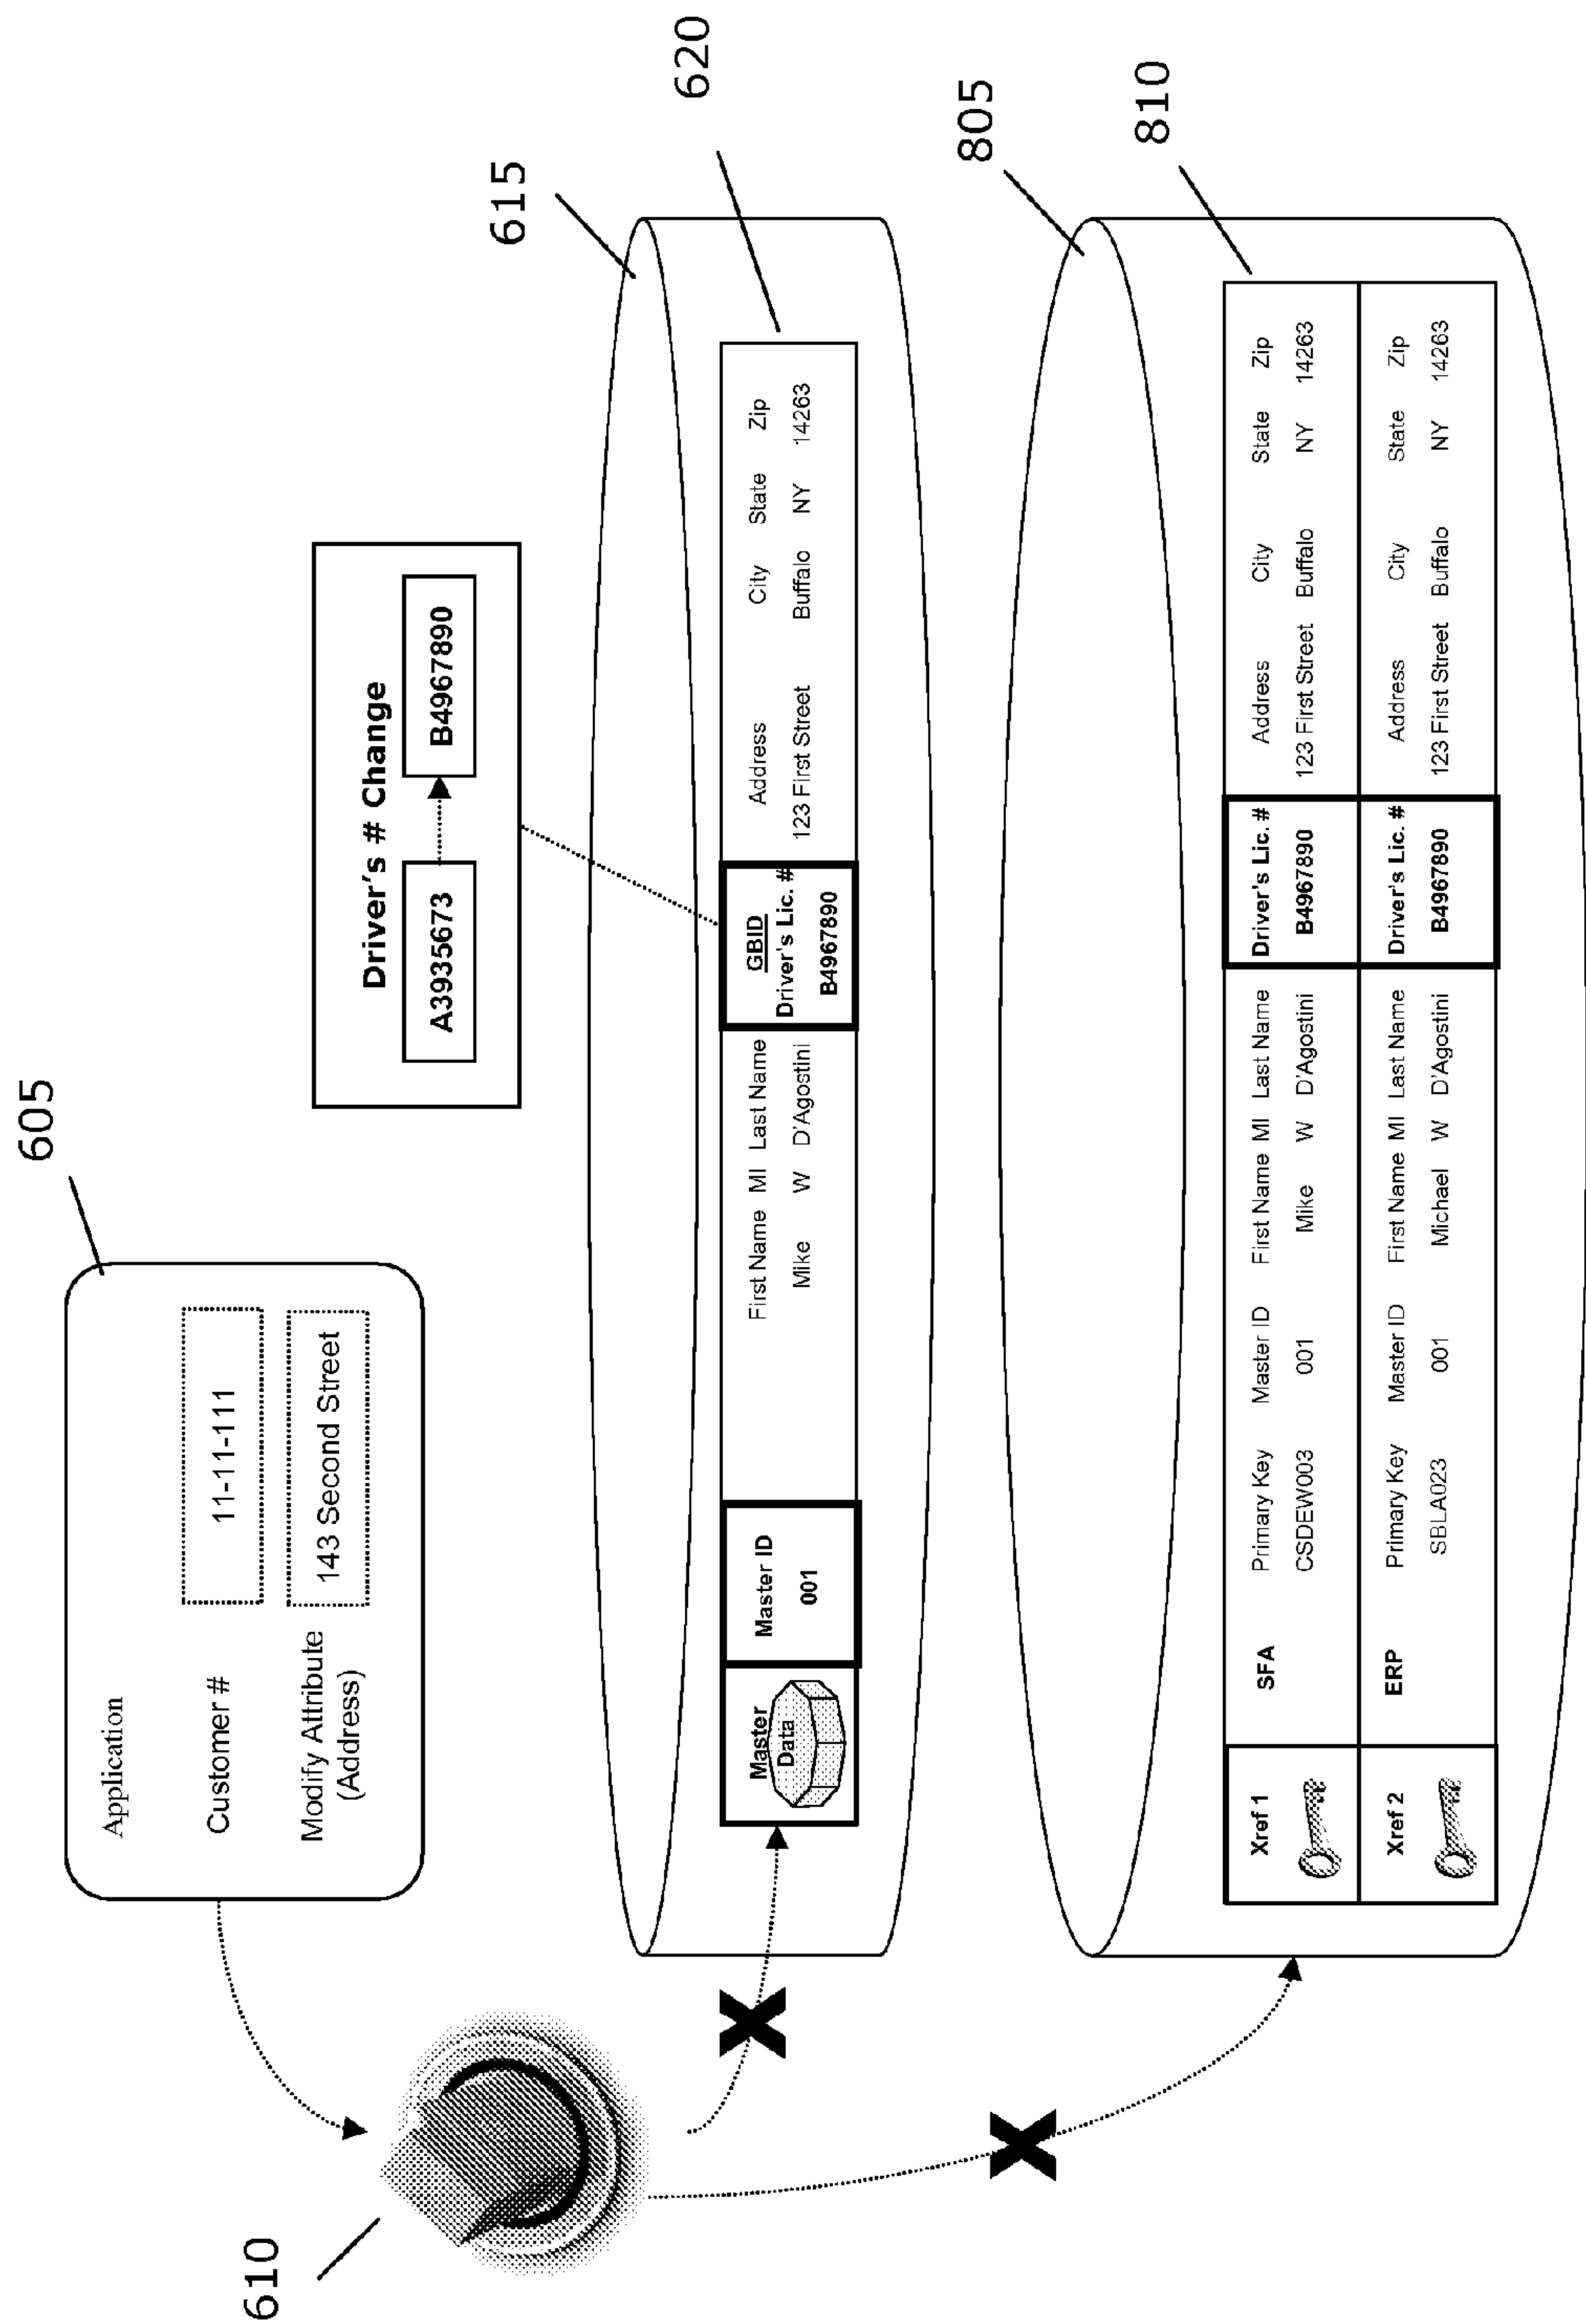 605
Application
Customer # 11-11-111
Modify Attribute 143 Second Street
(Address)
610
Driver's # Change
A3935673 B4967890
615
620
Master Data
Master ID
001
First Name MI Last Name
Mike W D'Agostini
GBID
Driver's Lic. #
B4967890
Address City State Zip
123 First Street Buffalo NY 14263
X
X
805
810
Xref 1
SFA
Primary Key Master ID First Name MI Last Name Driver's Lic. # Address City State Zip
CSDEW003 001 Mike W D'Agostini B4967890 123 First Street Buffalo NY 14263
Xref 2
ERP
Primary Key Master ID First Name MI Last Name Driver's Lic. # Address City State Zip
SBLA023 001 Michael W D'Agostini B4967890 123 First Street Buffalo NY 14263